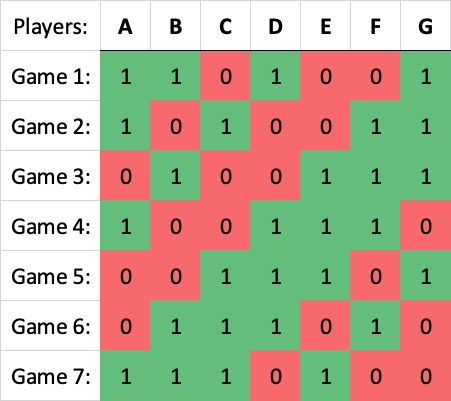 Players: A B C D E F G
Game 1: 1 1 0 1 0 0 1
Game 2: 1 0 1 0 0 1 1
Game 3: 0 1 0 0 1 1 1
Game 4: 1 0 0 1 1 1 0
Game 5: 0 0 1 1 1 0 1
Game 6: 0 1 1 1 0 1 0
Game 7: 1 1 1 0 1 0 0